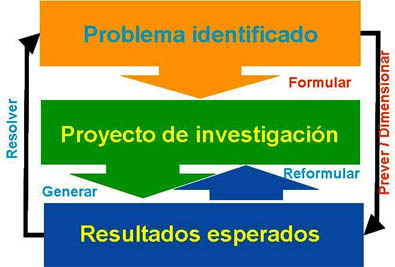 Problema identificado
Formular
Resolver
Prever / Dimensionar
Proyecto de investigación
Generar
Reformular
Resultados esperados